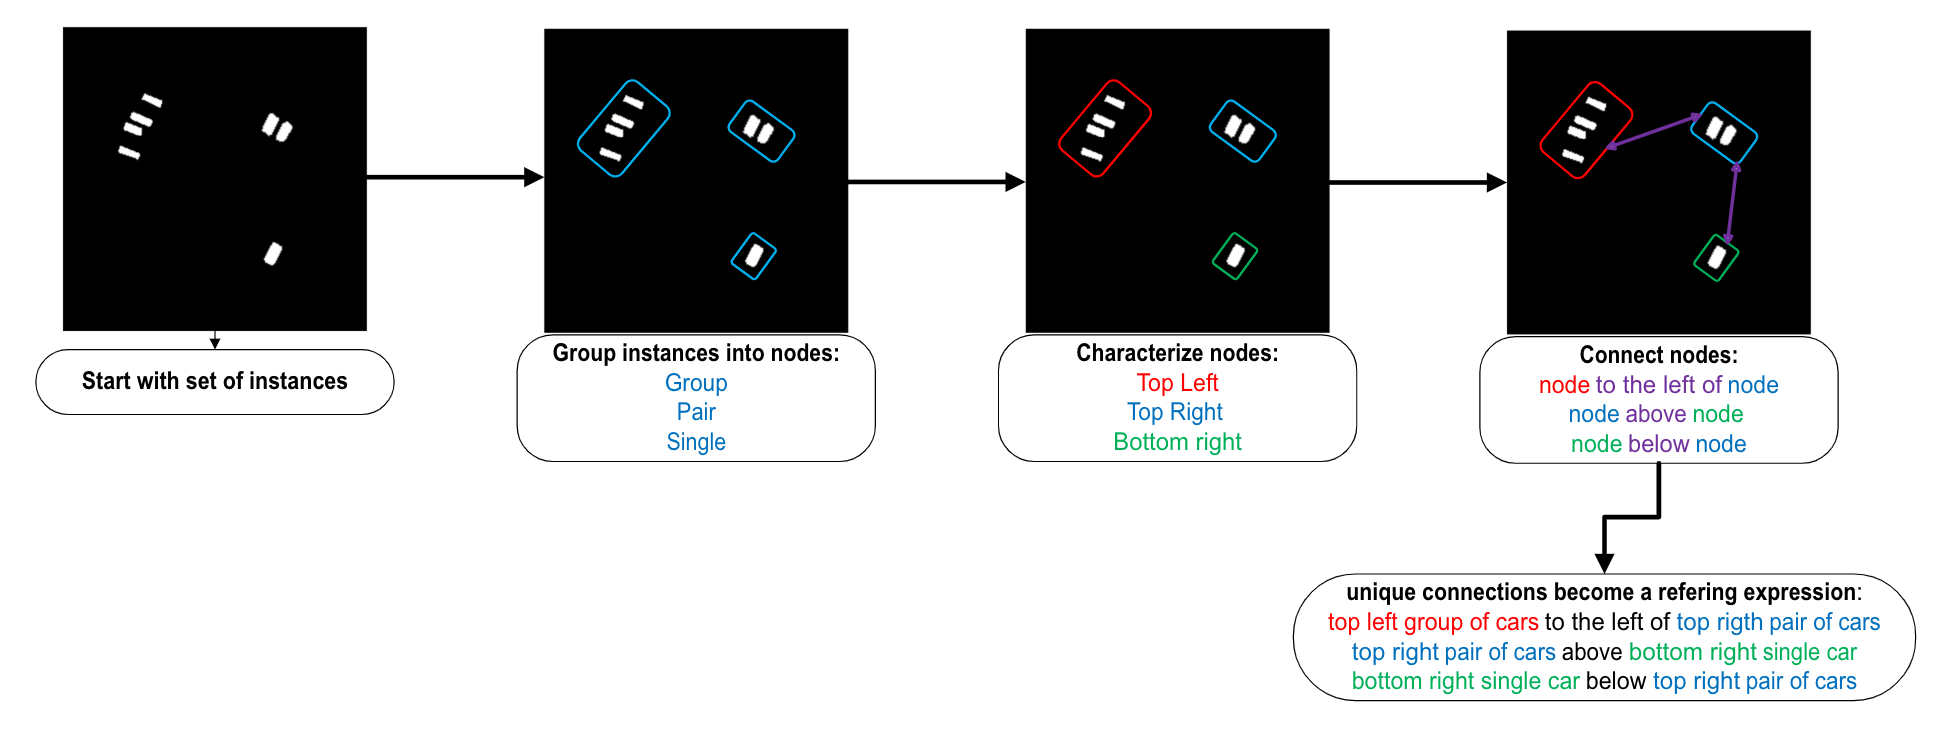 Start with set of instances
Group instances into nodes:
Group
Pair
Single
Characterize nodes:
Top Left
Top Right
Bottom right
Connect nodes:
node to the left of node
node above node
node below node
unique connections become a refering expression:
top left group of cars to the left of top rigth pair of cars
top right pair of cars above bottom right single car
bottom right single car below top right pair of cars